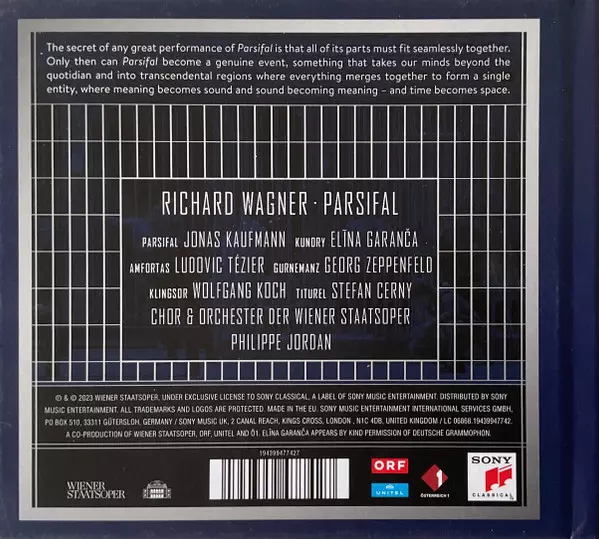 The secret of any great performance of Parsifal is that all of its parts must fit seamlessly together.
Only then can Parsifal become a genuine event, something that takes our minds beyond the
quotidian and into transcendental regions where everything merges together to form a single
entity, where meaning becomes sound and sound becoming meaning – and time becomes space.
RICHARD WAGNER · PARSIFAL
PARSIFAL JONAS KAUFMANN KUNDRY ELĪNA GARANČA
AMFORTAS LUDOVIC TÉZIER GURNEMANZ GEORG ZEPPENFELD
KLINGSOR WOLFGANG KOCH TITUREL STEFAN CERNY
CHOR & ORCHESTER DER WIENER STAATSOPER
PHILIPPE JORDAN
℗ & © 2023 WIENER STAATSOPER, UNDER EXCLUSIVE LICENSE TO SONY CLASSICAL, A LABEL OF SONY MUSIC ENTERTAINMENT. DISTRIBUTED BY SONY
MUSIC ENTERTAINMENT. ALL TRADEMARKS AND LOGOS ARE PROTECTED. MADE IN THE EU. SONY MUSIC ENTERTAINMENT INTERNATIONAL SERVICES GMBH,
PO BOX 510, 33311 GÜTERSLOH, GERMANY / SONY MUSIC UK, 2 CANAL REACH, KINGS CROSS, LONDON, N1C 4DB, UNITED KINGDOM / LC 06868. 19439947742.
A CO-PRODUCTION OF WIENER STAATSOPER, ORF, UNITEL AND Ö1. ELĪNA GARANČA APPEARS BY KIND PERMISSION OF DEUTSCHE GRAMMOPHON.
194399477427
WIENER
STAATSOPER
ORF
UNITEL
1
ÖSTERREICH 1
SONY
CLASSICAL